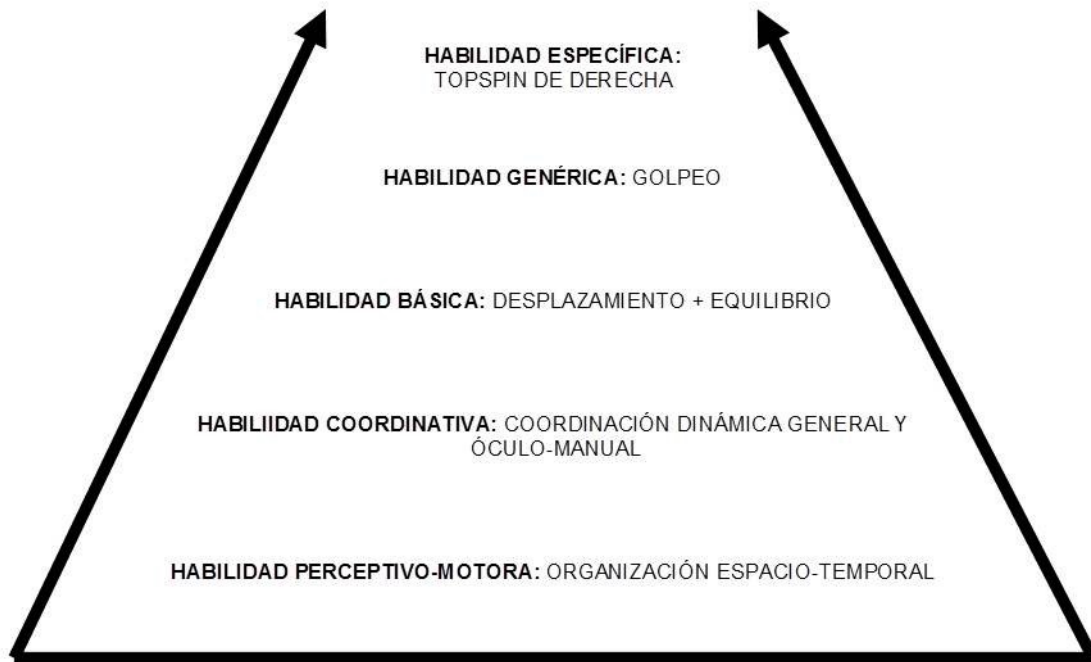 HABILIDAD ESPECÍFICA:
TOPSPIN DE DERECHA
HABILIDAD GENÉRICA: GOLPEO
HABILIDAD BÁSICA: DESPLAZAMIENTO + EQUILIBRIO
HABILIIDAD COORDINATIVA: COORDINACIÓN DINÁMICA GENERAL Y
ÓCULO-MANUAL
HABILIDAD PERCEPTIVO-MOTORA: ORGANIZACIÓN ESPACIO-TEMPORAL